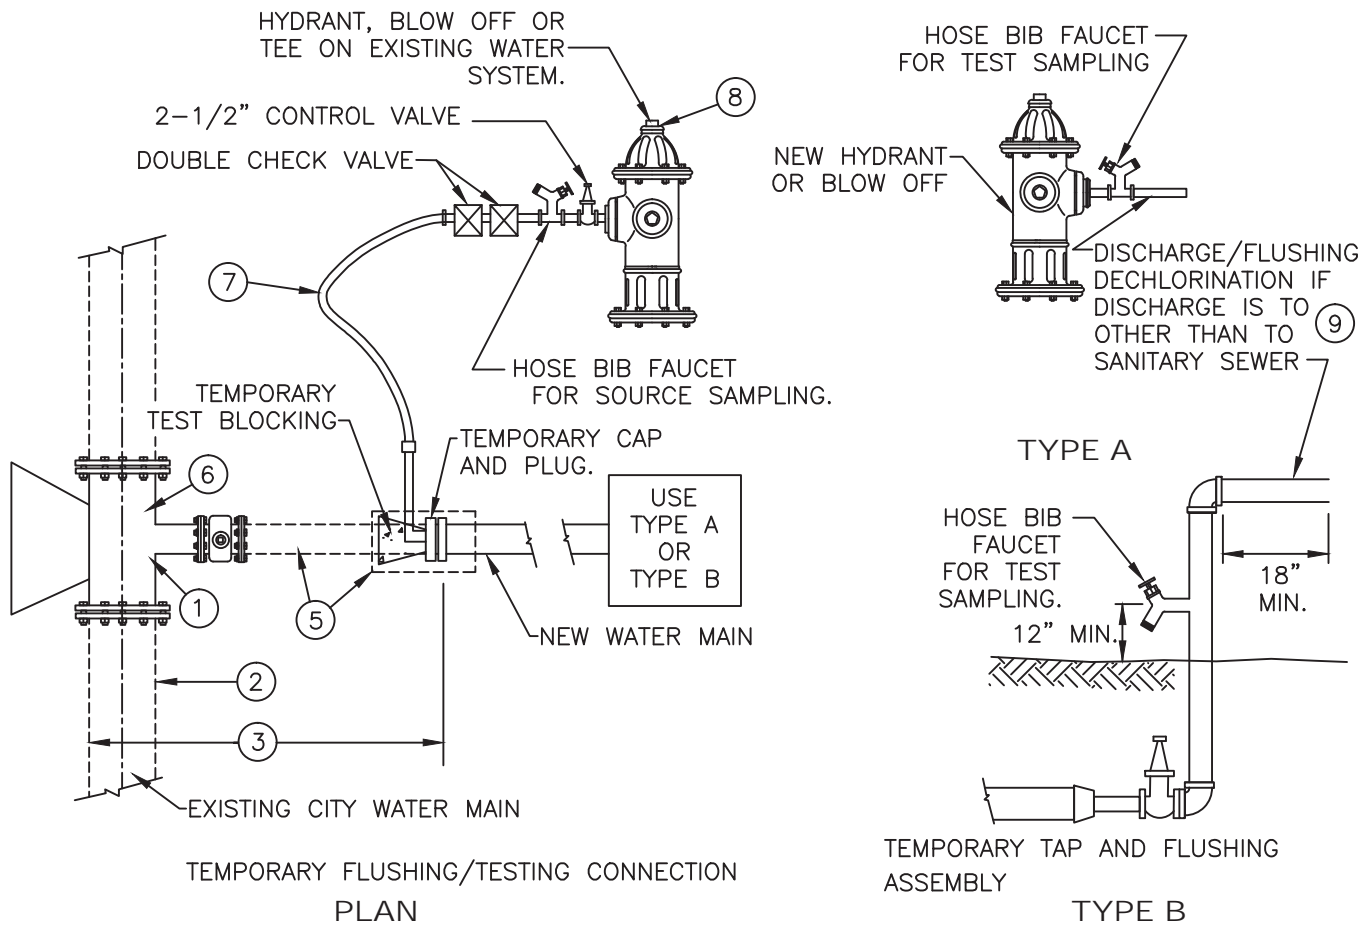 HYDRANT, BLOW OFF OR
TEE ON EXISTING WATER
SYSTEM.
8
2-1/2" CONTROL VALVE
DOUBLE CHECK VALVE
7
HOSE BIB FAUCET
FOR SOURCE SAMPLING.
TEMPORARY
TEST BLOCKING
TEMPORARY CAP
AND PLUG.
6
USE
TYPE A
OR
TYPE B
1
5
NEW WATER MAIN
2
3
EXISTING CITY WATER MAIN
TEMPORARY FLUSHING/TESTING CONNECTION
PLAN
HOSE BIB FAUCET
FOR TEST SAMPLING
NEW HYDRANT
OR BLOW OFF
DISCHARGE/FLUSHING
DECHLORINATION IF
DISCHARGE IS TO
OTHER THAN TO
SANITARY SEWER
9
TYPE A
HOSE BIB
FAUCET
FOR TEST
SAMPLING.
18"
MIN.
12" MIN.
TEMPORARY TAP AND FLUSHING
ASSEMBLY
TYPE B